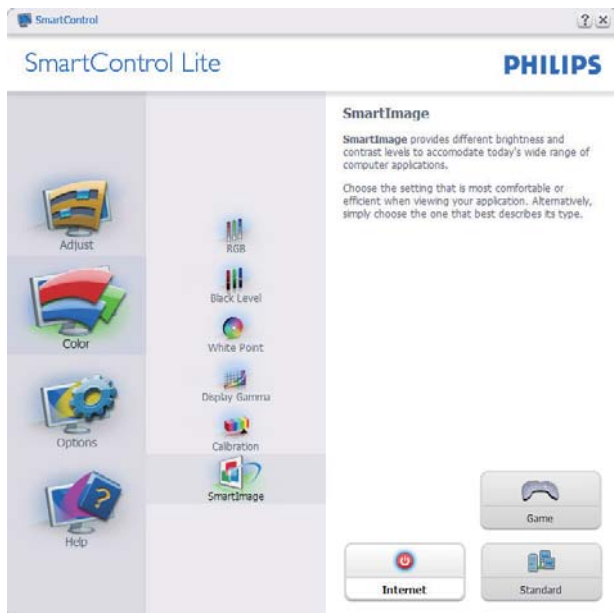 SmartControl
SmartControl Lite
PHILIPS
Adjust
Color
Options
Help
RGB
Black Level
White Point
Display Gamma
Calibration
SmartImage
SmartImage
SmartImage provides different brightness and
contrast levels to accomodate today's wide range of
computer applications.
Choose the setting that is most comfortable or
efficient when viewing your application. Alternatively,
simply choose the one that best describes its type.
Game
Internet
Standard